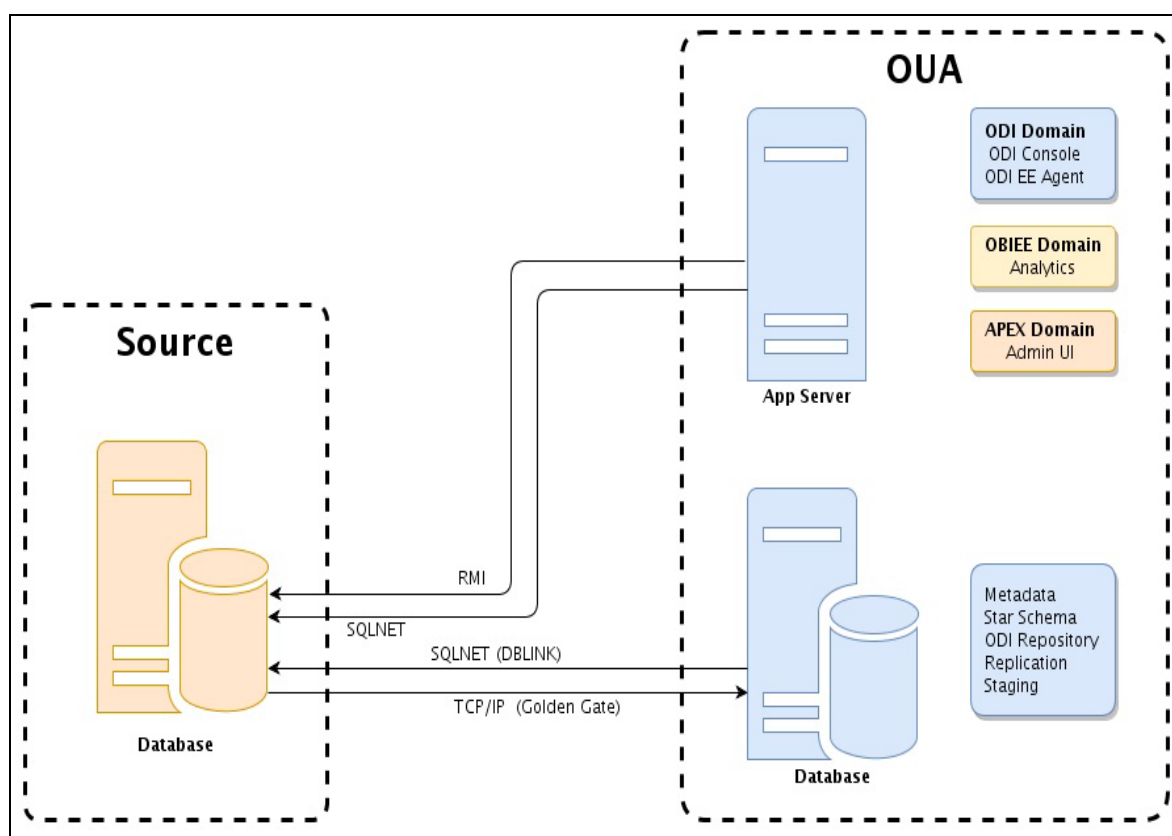 OUA
ODI Domain
ODI Console
ODI EE Agent
OBIEE Domain
Analytics
APEX Domain
Admin UI
App Server
Source
RMI
SQLNET
SQLNET (DBLINK)
TCP/IP (Golden Gate)
Database
Metadata
Star Schema
ODI Repository
Replication
Staging
Database